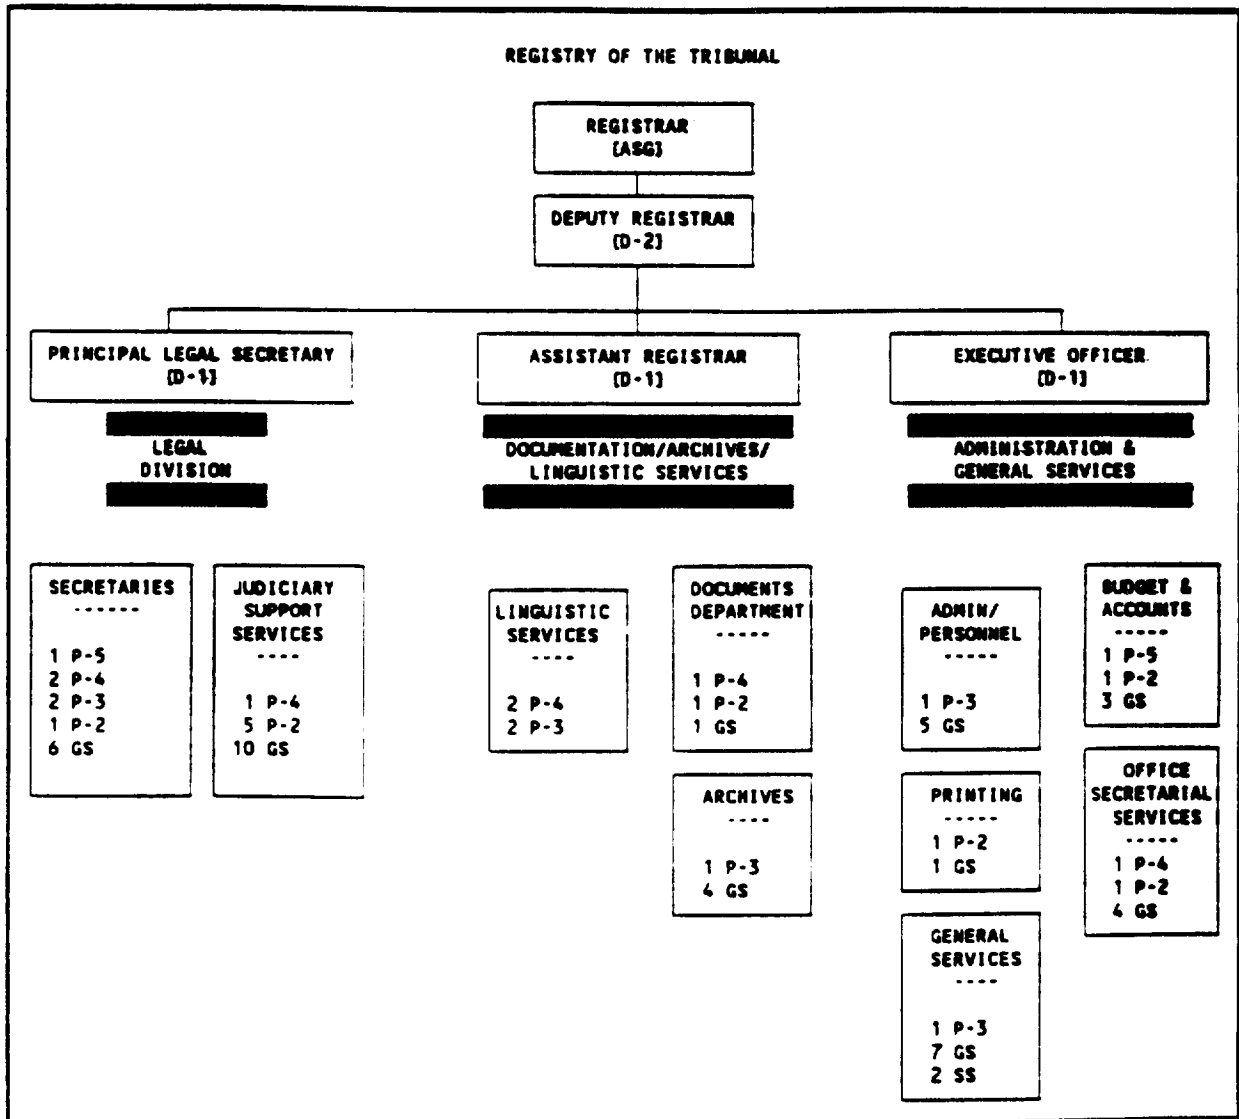 REGISTRY OF THE TRIBUNAL
REGISTRAR
[ASG]
DEPUTY REGISTRAR
[D-2]
PRINCIPAL LEGAL SECRETARY
[D-1]
ASSISTANT REGISTRAR
[D-1]
EXECUTIVE OFFICER
[D-1]
LEGAL
DIVISION
DOCUMENTATION/ARCHIVES/
LINGUISTIC SERVICES
ADMINISTRATION &
GENERAL SERVICES
SECRETARIES
------
1 P-5
2 P-4
2 P-3
1 P-2
6 GS
JUDICIARY
SUPPORT
SERVICES
----
1 P-4
5 P-2
10 GS
LINGUISTIC
SERVICES
----
2 P-4
2 P-3
DOCUMENTS
DEPARTMENT
-----
1 P-4
1 P-2
1 GS
ARCHIVES
----
1 P-3
4 GS
ADMIN/
PERSONNEL
-----
1 P-3
5 GS
PRINTING
-----
1 P-2
1 GS
GENERAL
SERVICES
----
1 P-3
7 GS
2 SS
BUDGET &
ACCOUNTS
-----
1 P-5
1 P-2
3 GS
OFFICE
SECRETARIAL
SERVICES
-----
1 P-4
1 P-2
4 GS